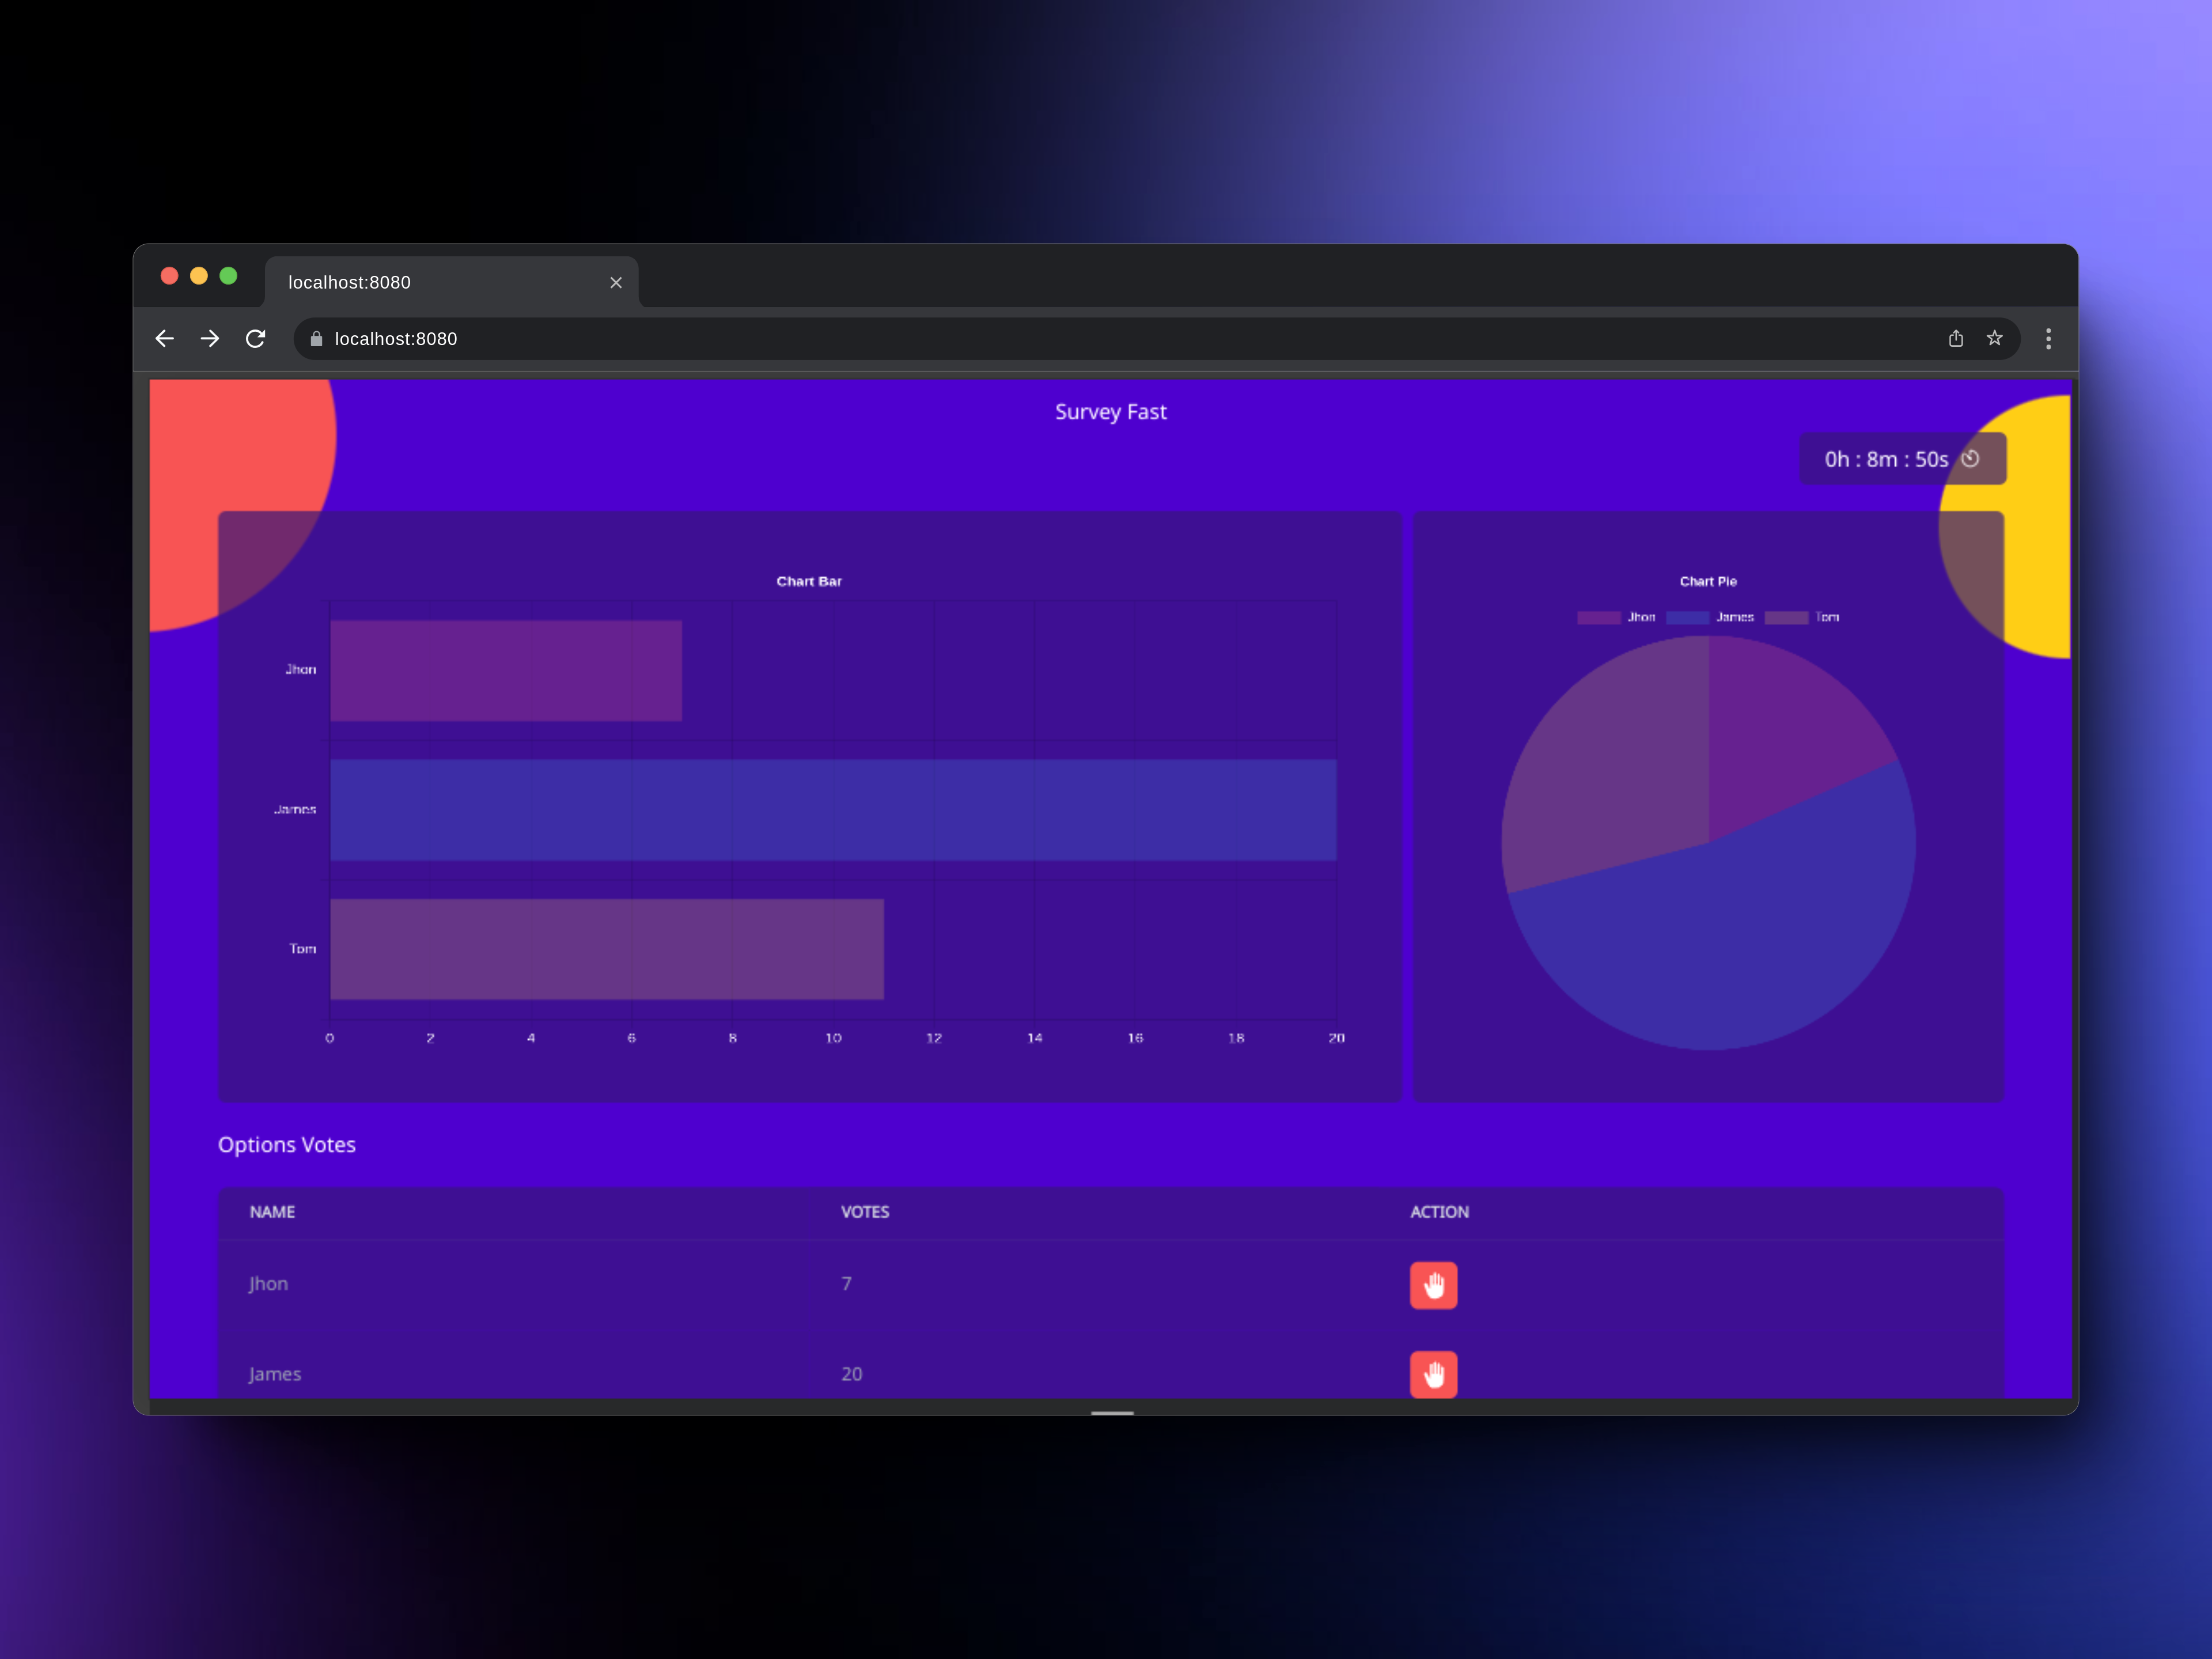 localhost:8080
localhost:8080
Survey Fast
0h : 8m : 50s
Chart Bar
Jhon
James
Tom
0 2 4 6 8 10 12 14 16 18 20
Chart Pie
Jhon James Tom
Options Votes
NAME VOTES ACTION
Jhon 7
James 20